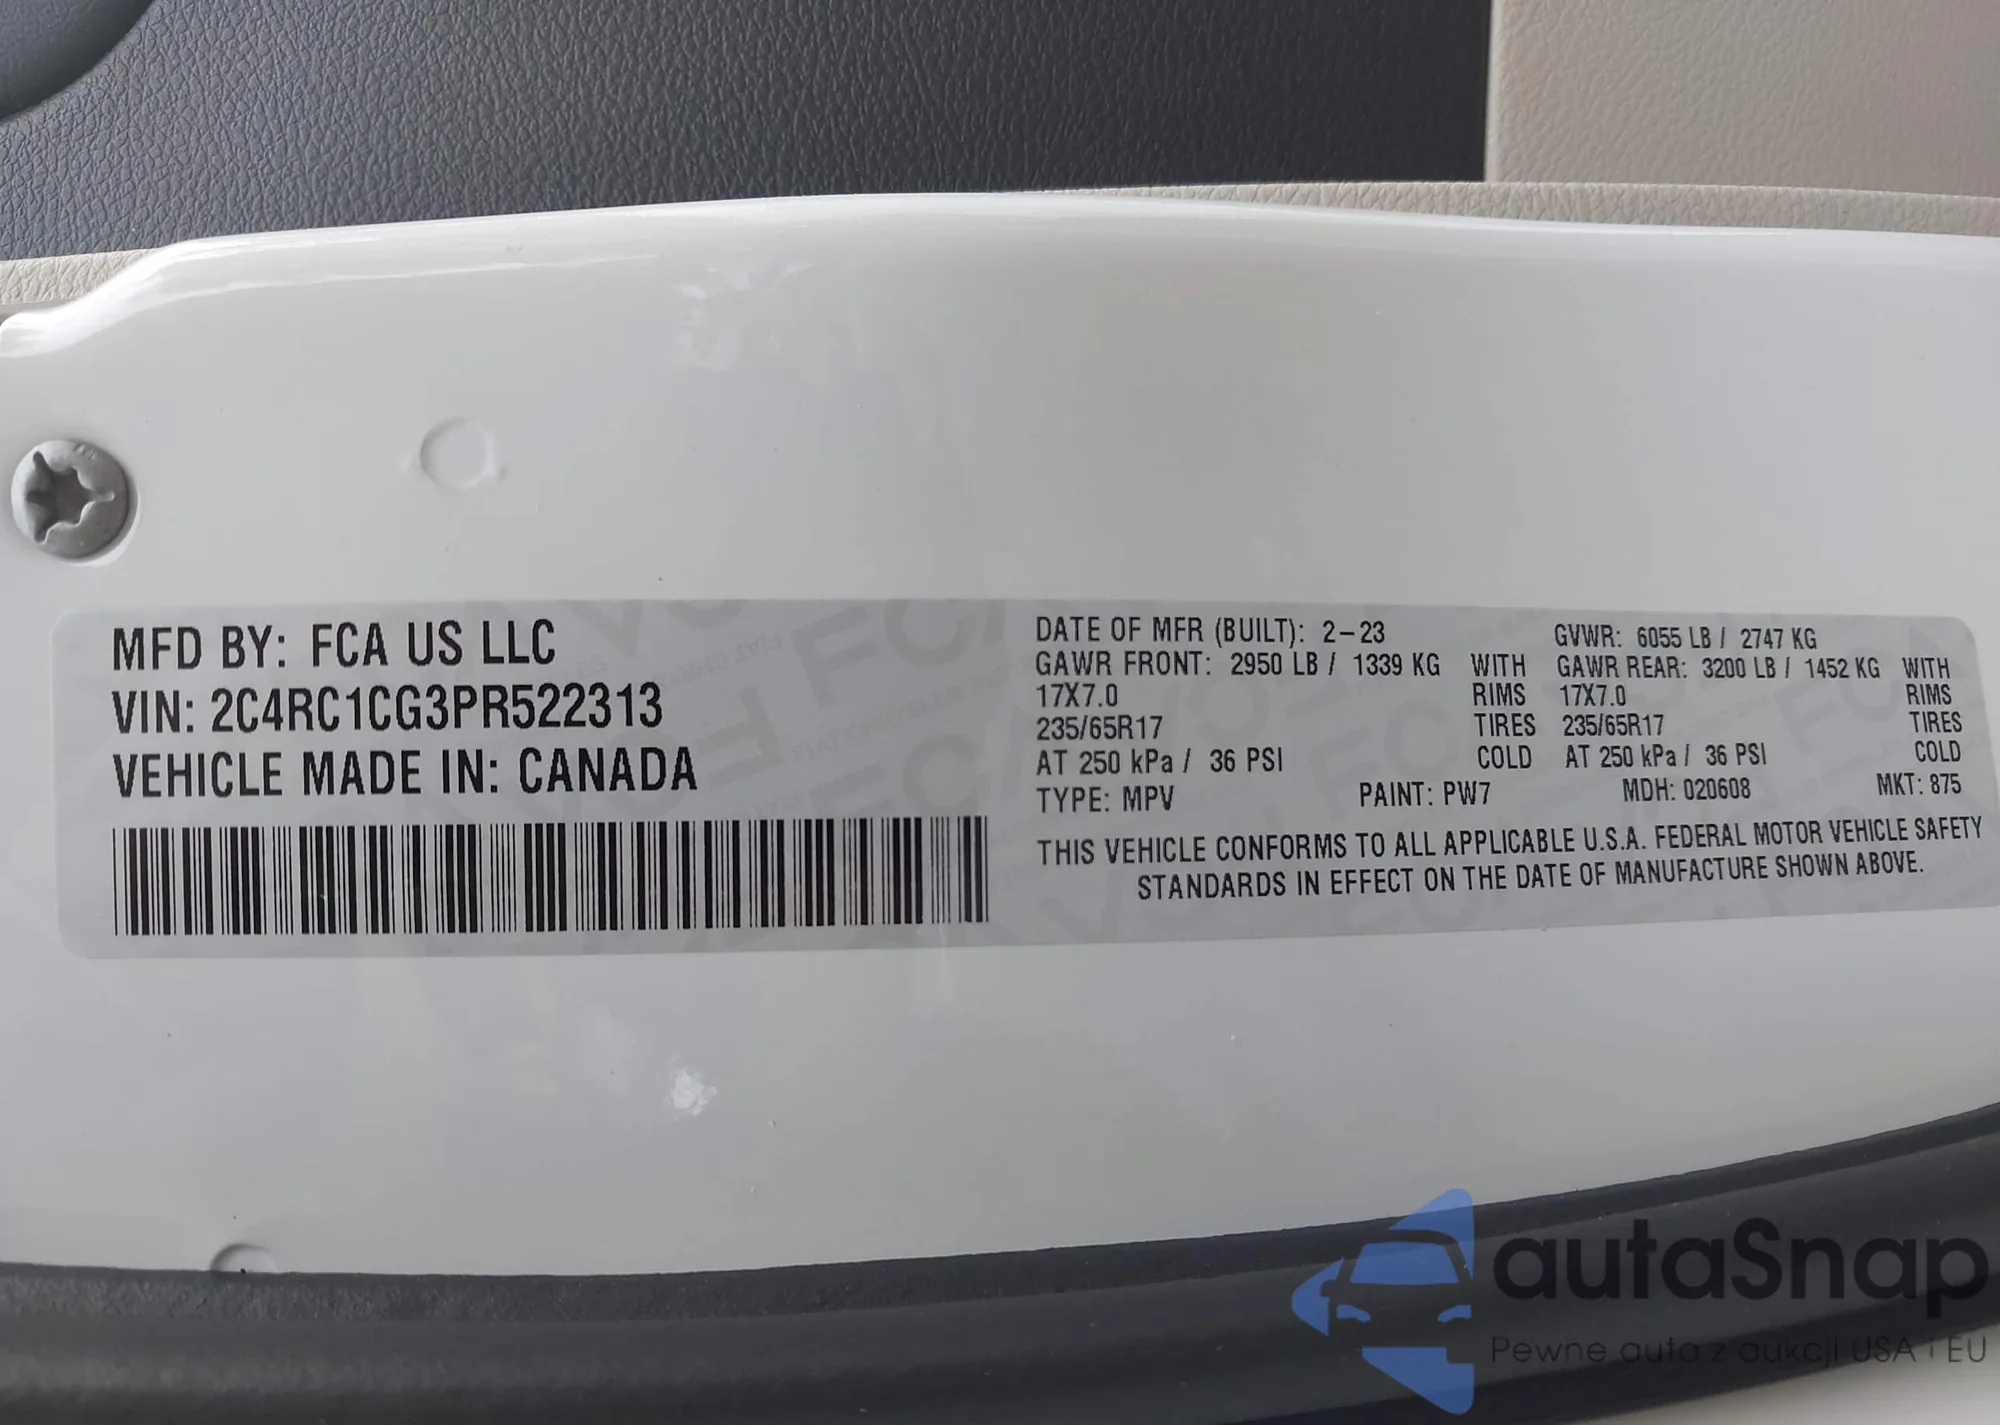 MFD BY: FCA US LLC
VIN: 2C4RC1CG3PR522313
VEHICLE MADE IN: CANADA
DATE OF MFR (BUILT): 2-23 GVWR: 6055 LB / 2747 KG
GAWR FRONT: 2950 LB / 1339 KG WITH GAWR REAR: 3200 LB / 1452 KG WITH
17X7.0 RIMS 17X7.0 RIMS
235/65R17 TIRES 235/65R17 TIRES
AT 250 kPa / 36 PSI COLD AT 250 kPa / 36 PSI COLD
TYPE: MPV PAINT: PW7 MDH: 020608 MKT: 875
THIS VEHICLE CONFORMS TO ALL APPLICABLE U.S.A. FEDERAL MOTOR VEHICLE SAFETY
STANDARDS IN EFFECT ON THE DATE OF MANUFACTURE SHOWN ABOVE.
autaSnap
Pewne auta z aukcji USA i EU